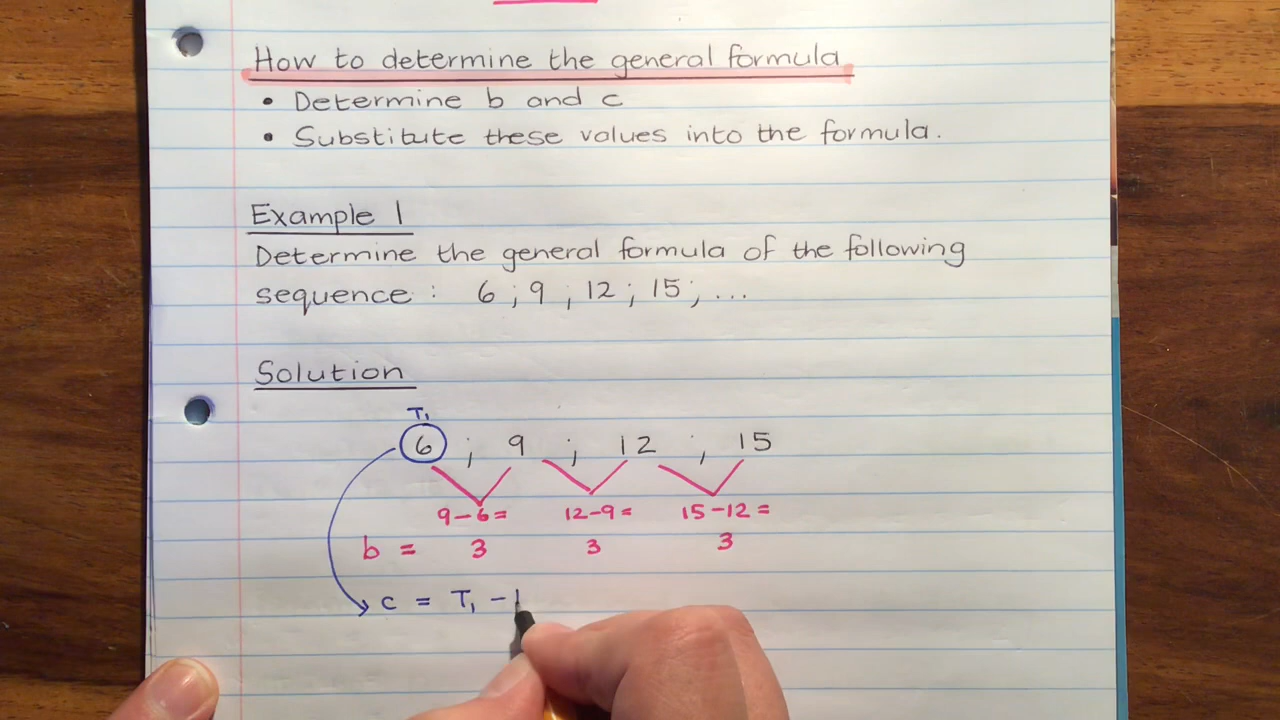 How to determine the general formula
• Determine b and c
• Substitute these values into the formula.
Example 1
Determine the general formula of the following
sequence : 6 ; 9 ; 12 ; 15 ; ...
Solution
T₁
6 ; 9 ; 12 ; 15
9-6= 12-9= 15-12=
b = 3 3 3
c = T₁ -